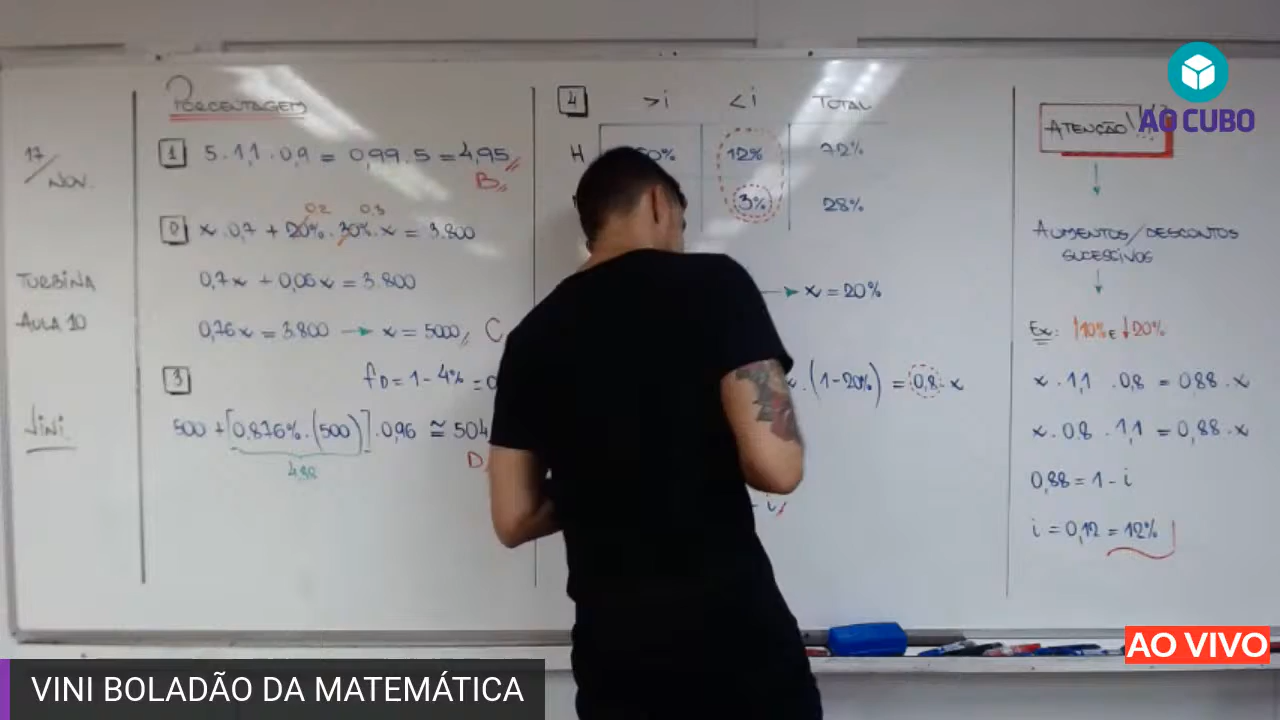 17/NOV.
TURBINA
AULA 10
Vini
PORCENTAGEM
1 5 · 1,1 · 0,9 = 0,99 · 5 = 4,95
B
2 x · 0,7 + 20% · 30% · x = 3.800
0,2 0,3
0,7x + 0,06x = 3.800
0,76x = 3.800 → x = 5000 C
3 fD = 1 - 4% = 0
500 + [0,876% · (500)] · 0,96 ≅ 504
4,38
D
4 >i <i TOTAL
H 60% 12% 72%
3% 28%
→ x = 20%
x · (1-20%) = 0,8 · x
- i
ATENÇÃO!!!
AUMENTOS/DESCONTOS
SUCESSIVOS
Ex: ↑10% E ↓20%
x · 1,1 · 0,8 = 0,88 · x
x · 0,8 · 1,1 = 0,88 · x
0,88 = 1 - i
i = 0,12 = 12%
AO CUBO
AO VIVO
VINI BOLADÃO DA MATEMÁTICA